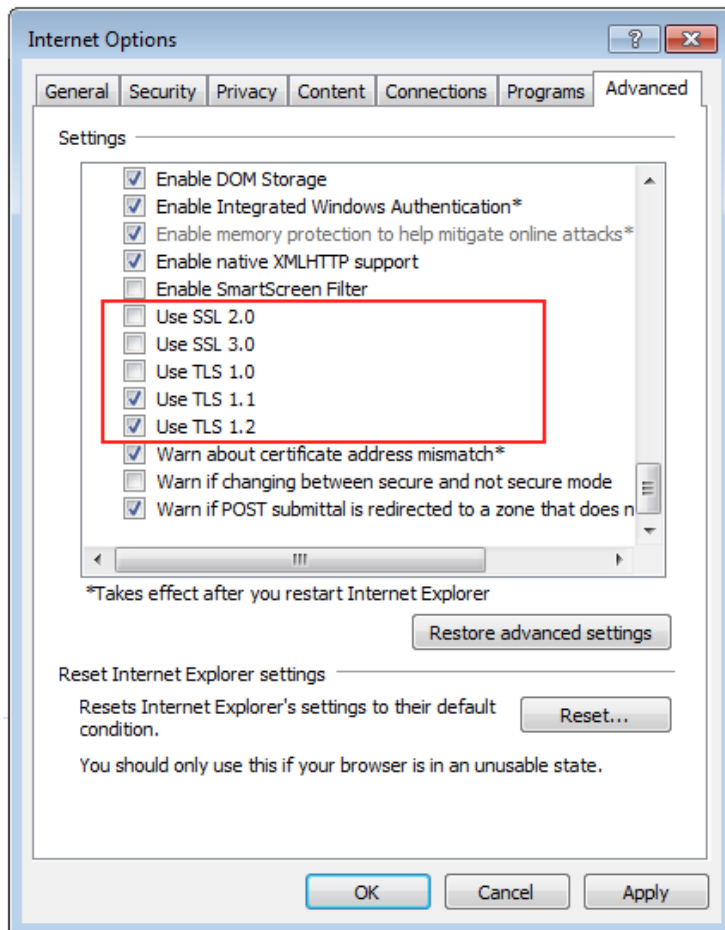 Internet Options
General Security Privacy Content Connections Programs Advanced
Settings
Enable DOM Storage
Enable Integrated Windows Authentication*
Enable memory protection to help mitigate online attacks*
Enable native XMLHTTP support
Enable SmartScreen Filter
Use SSL 2.0
Use SSL 3.0
Use TLS 1.0
Use TLS 1.1
Use TLS 1.2
Warn about certificate address mismatch*
Warn if changing between secure and not secure mode
Warn if POST submittal is redirected to a zone that does n
*Takes effect after you restart Internet Explorer
Restore advanced settings
Reset Internet Explorer settings
Resets Internet Explorer's settings to their default
condition.
Reset...
You should only use this if your browser is in an unusable state.
OK Cancel Apply